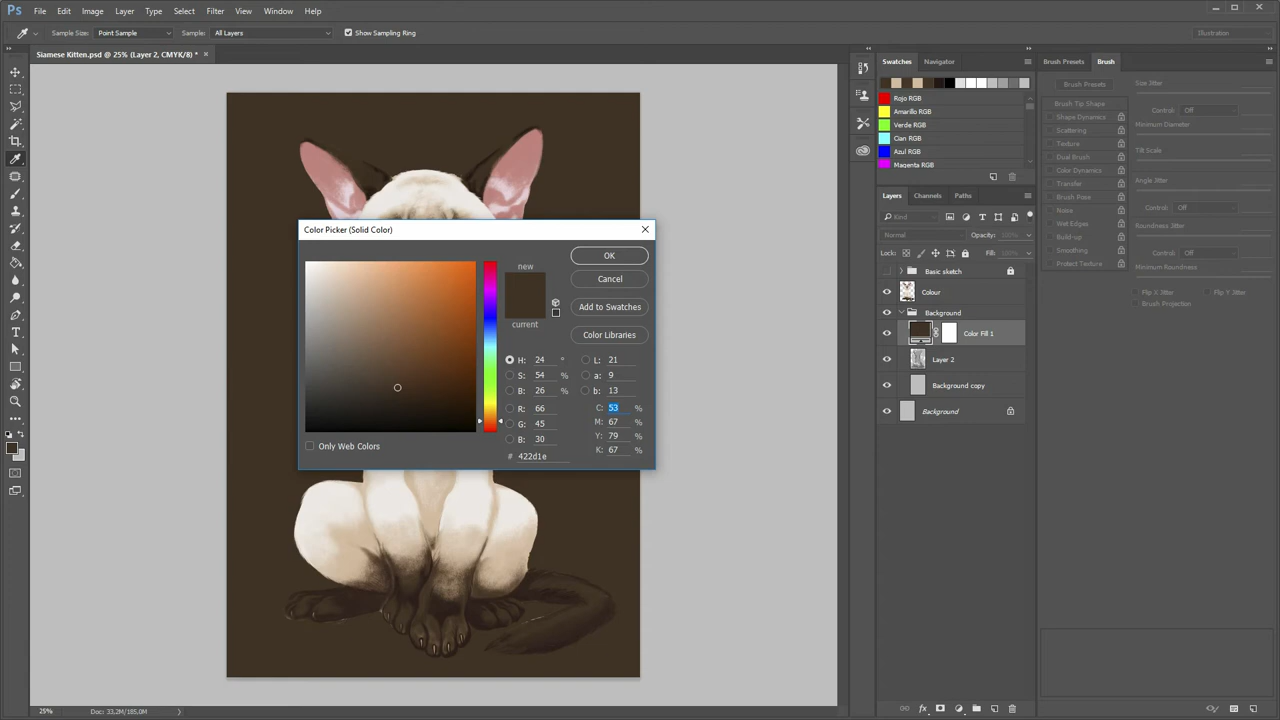 Ps File Edit Image Layer Type Select Filter View Window Help
Sample Size: Point Sample Sample: All Layers Show Sampling Ring Illustration
Siamese Kitten.psd @ 25% (Layer 2, CMYK/8) * ×
Swatches Navigator
Rojo RGB
Amarillo RGB
Verde RGB
Cian RGB
Azul RGB
Magenta RGB
Brush Presets Brush
Brush Presets
Brush Tip Shape
Shape Dynamics
Scattering
Texture
Dual Brush
Color Dynamics
Transfer
Brush Pose
Noise
Wet Edges
Build-up
Smoothing
Protect Texture
Size Jitter
Control: Off
Minimum Diameter
Tilt Scale
Angle Jitter
Control: Off
Roundness Jitter
Control: Off
Minimum Roundness
Flip X Jitter Flip Y Jitter
Brush Projection
Layers Channels Paths
Kind
Normal Opacity: 100%
Lock: Fill: 100%
Basic sketch
Colour
Background
Color Fill 1
Layer 2
Background copy
Background
Color Picker (Solid Color)
new
current
OK
Cancel
Add to Swatches
Color Libraries
H: 24 ° L: 21
S: 54 % a: 9
B: 26 % b: 13
R: 66 C: 53 %
G: 45 M: 67 %
B: 30 Y: 79 %
# 422d1e K: 67 %
Only Web Colors
25% Doc: 33,2M/185,0M